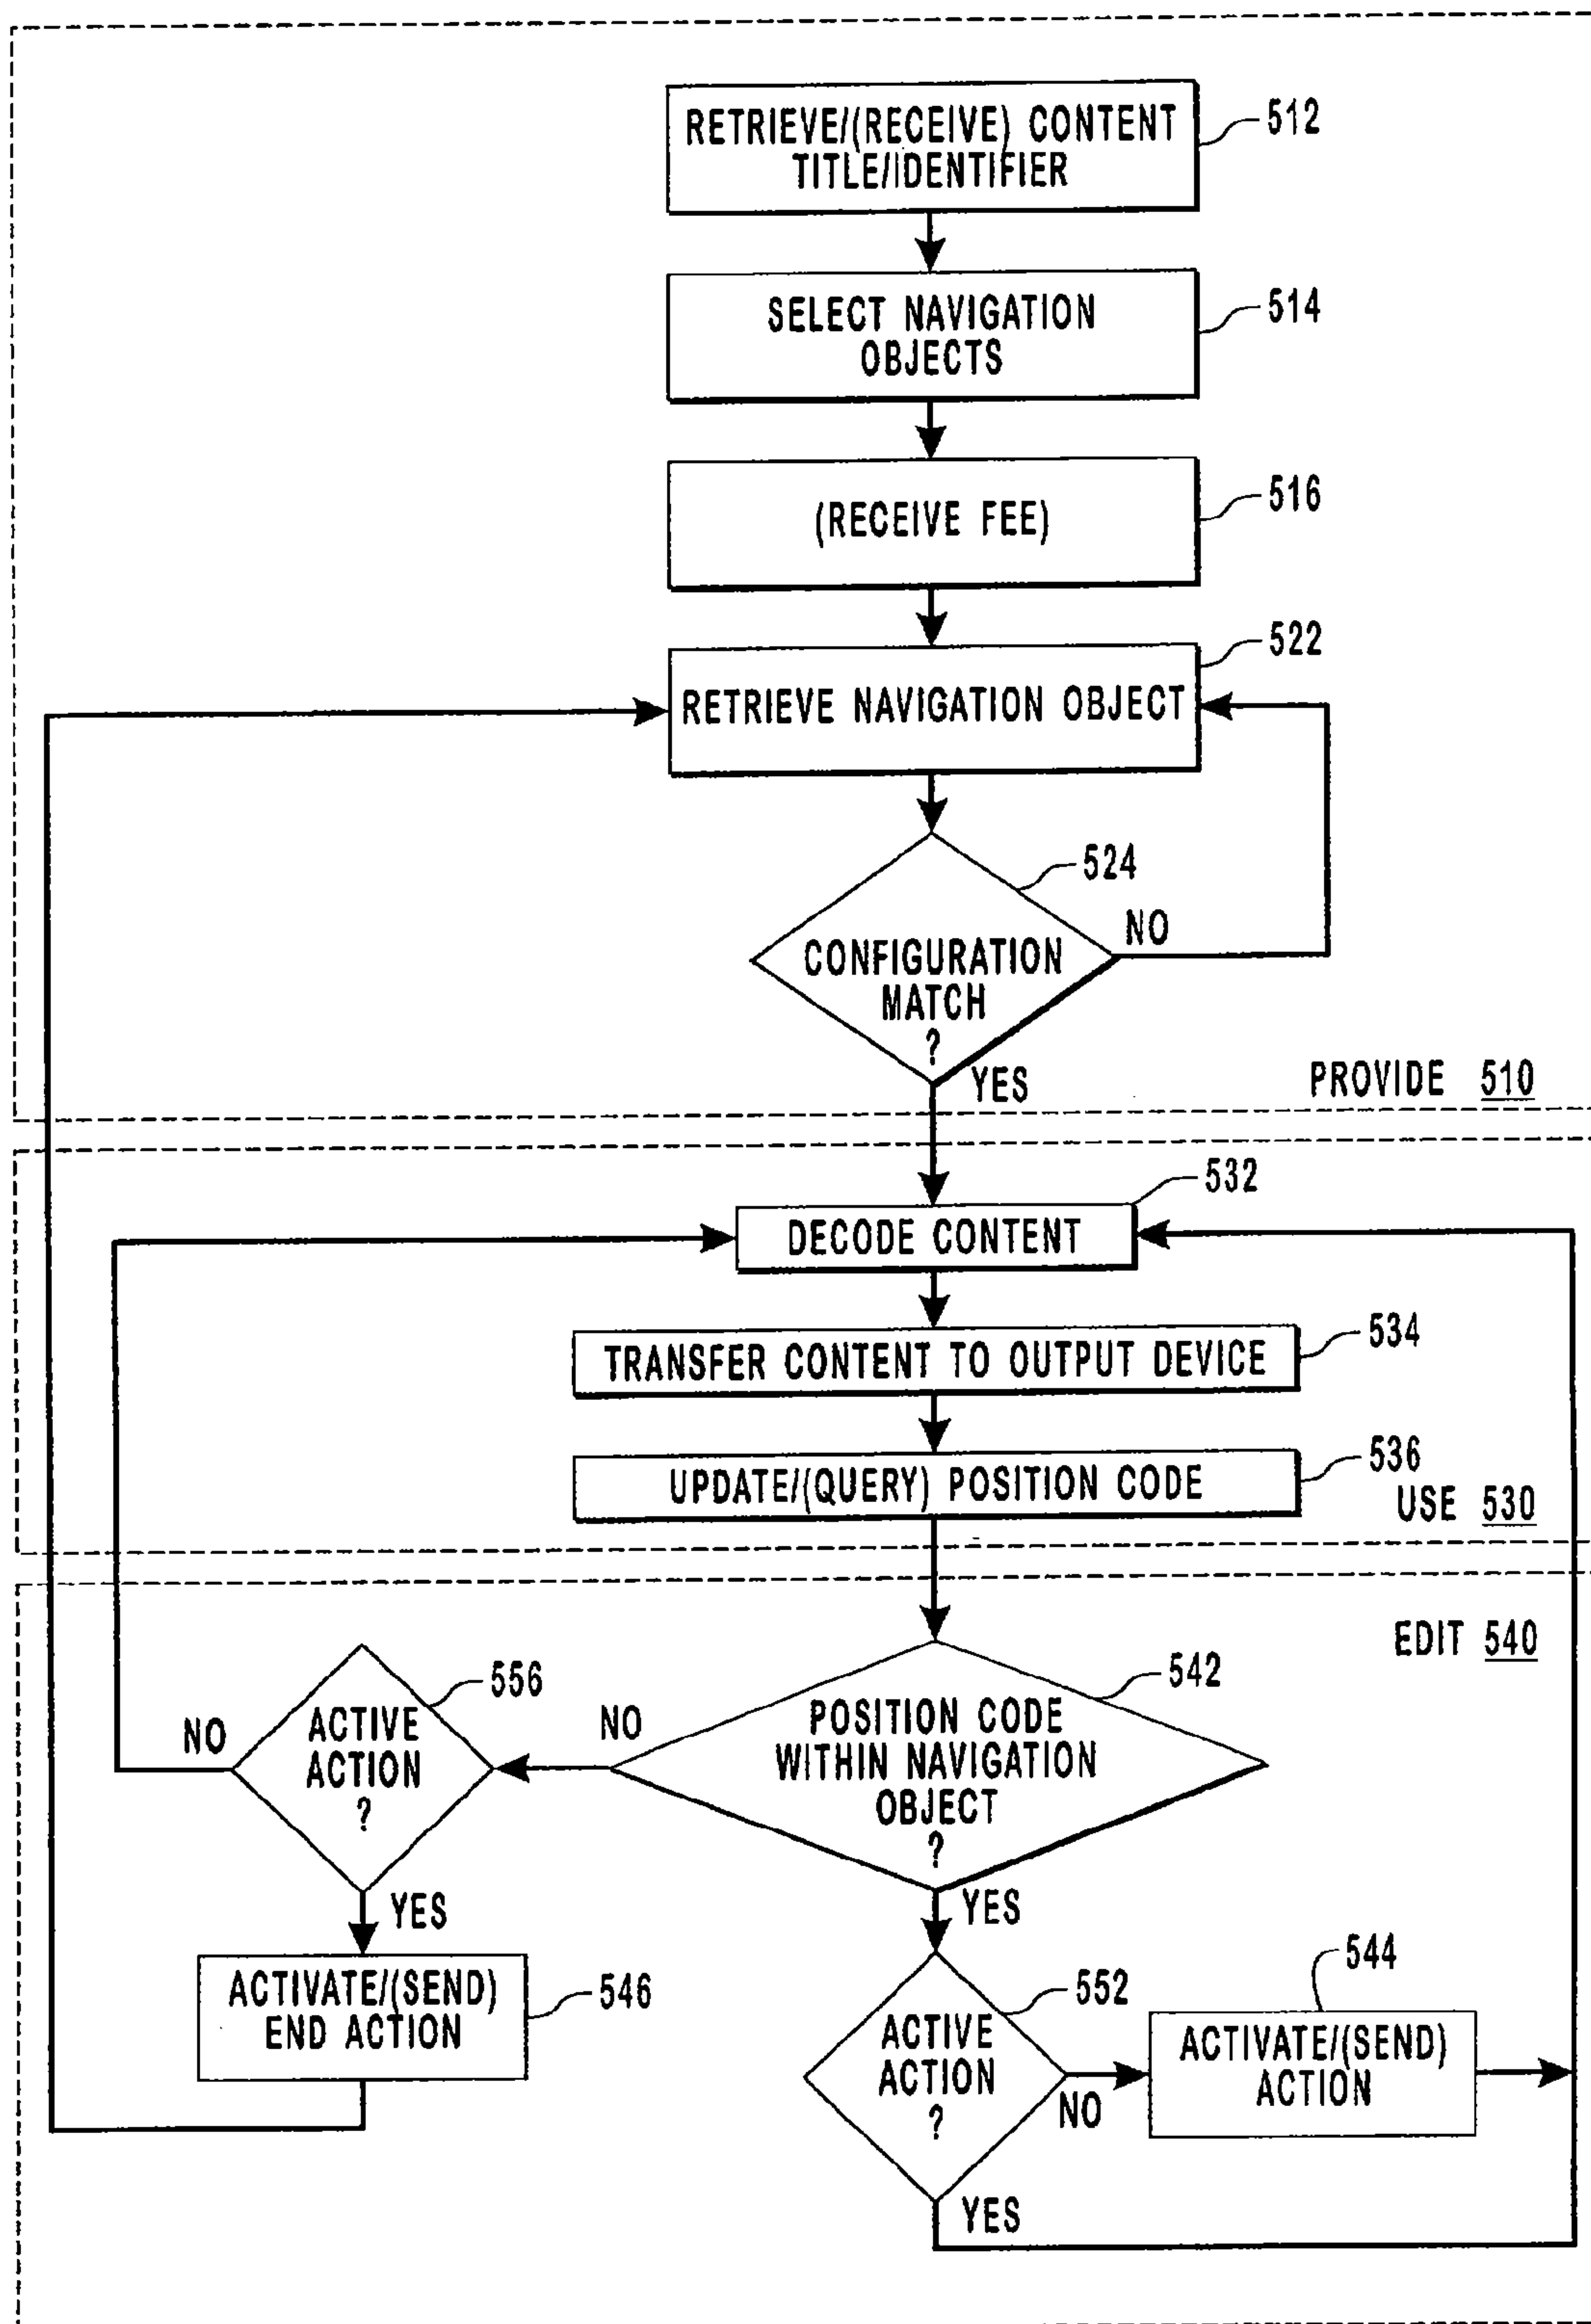 RETRIEVE/(RECEIVE) CONTENT
TITLE/IDENTIFIER
512
SELECT NAVIGATION
OBJECTS
514
(RECEIVE FEE)
516
522
RETRIEVE NAVIGATION OBJECT
524
NO
CONFIGURATION
MATCH
?
YES
PROVIDE 510
532
DECODE CONTENT
534
TRANSFER CONTENT TO OUTPUT DEVICE
536
UPDATE/(QUERY) POSITION CODE
USE 530
EDIT 540
542
POSITION CODE
WITHIN NAVIGATION
OBJECT
?
NO
556
ACTIVE
ACTION
?
NO
YES
ACTIVATE/(SEND)
END ACTION
546
YES
552
ACTIVE
ACTION
?
NO
544
ACTIVATE/(SEND)
ACTION
YES